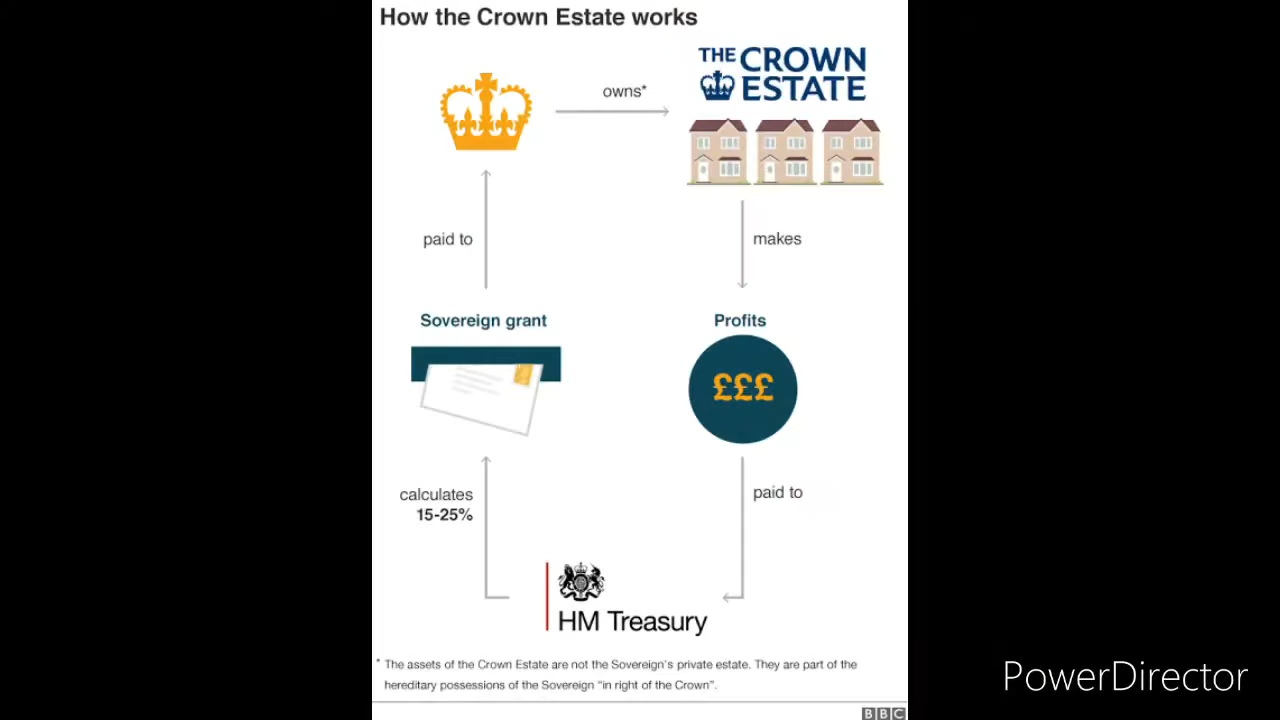 How the Crown Estate works
THE CROWN
ESTATE
owns*
paid to
makes
Sovereign grant
Profits
£££
calculates
15-25%
paid to
HM Treasury
* The assets of the Crown Estate are not the Sovereign's private estate. They are part of the
hereditary possessions of the Sovereign "in right of the Crown".
PowerDirector
BBC